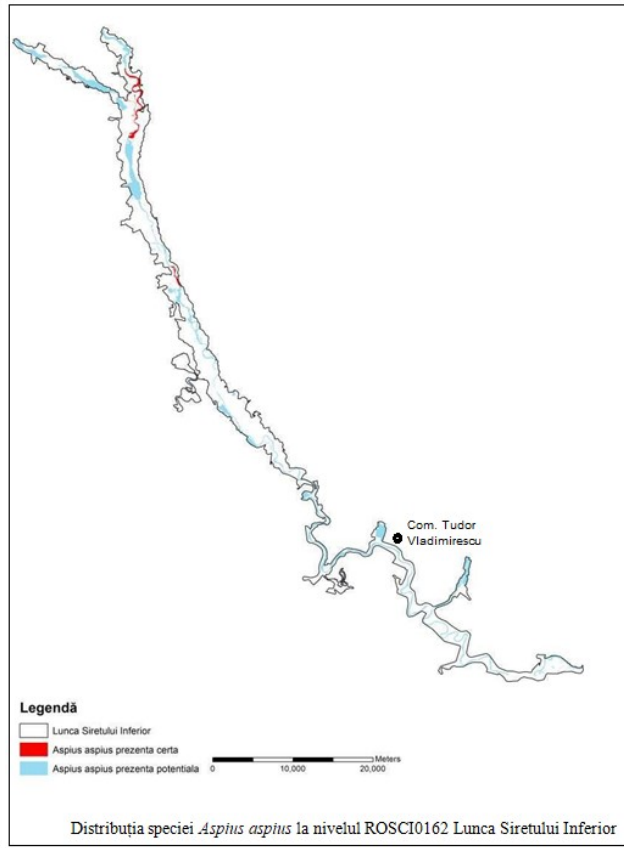 Com. Tudor
Vladimirescu
Legendă
Lunca Siretului Inferior
Aspius aspius prezenta certa
Aspius aspius prezenta potentiala
Meters
0 10,000 20,000
Distribuția speciei Aspius aspius la nivelul ROSCI0162 Lunca Siretului Inferior